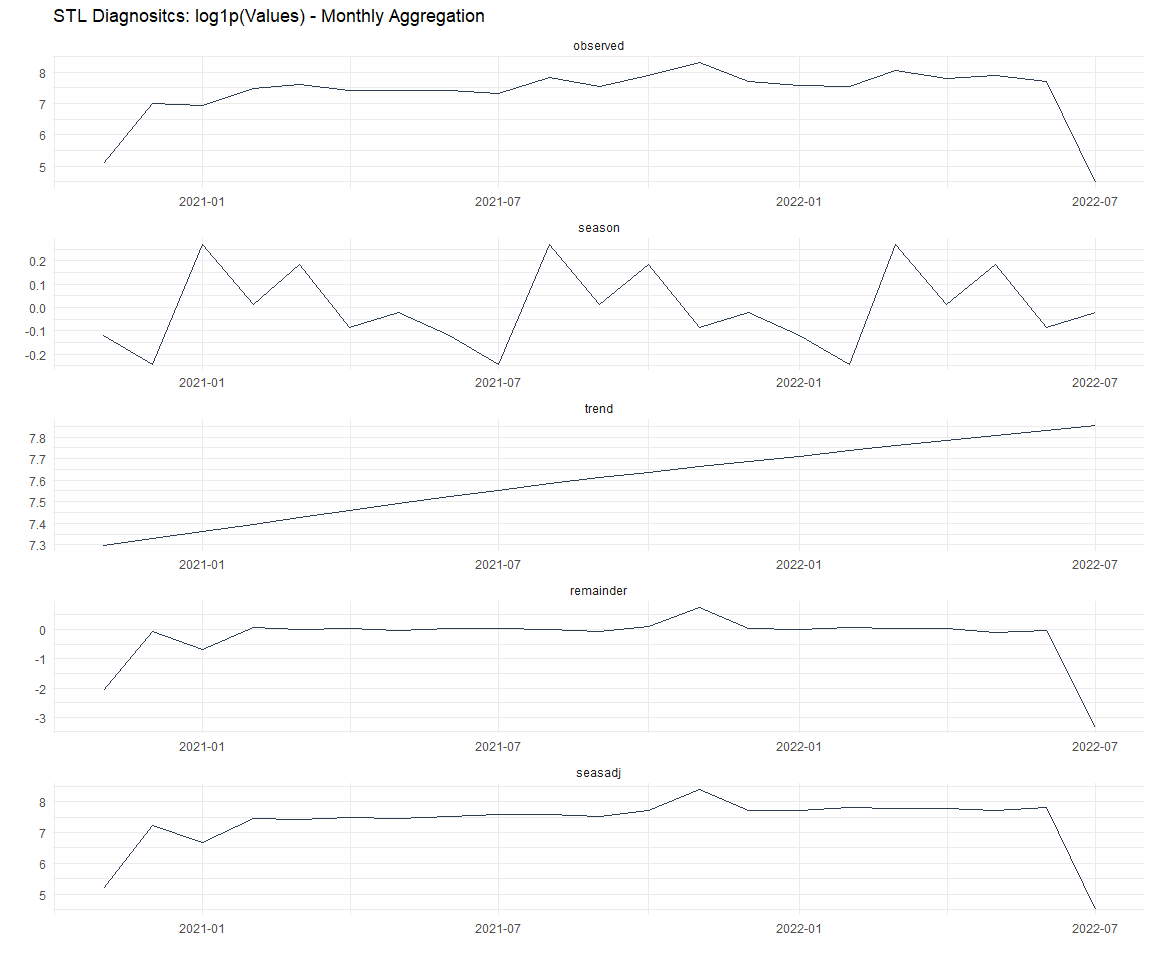 STL Diagnositcs: log1p(Values) - Monthly Aggregation
observed
8
7
6
5
2021-01 2021-07 2022-01 2022-07
season
0.2
0.1
0.0
-0.1
-0.2
2021-01 2021-07 2022-01 2022-07
trend
7.8
7.7
7.6
7.5
7.4
7.3
2021-01 2021-07 2022-01 2022-07
remainder
0
-1
-2
-3
2021-01 2021-07 2022-01 2022-07
seasadj
8
7
6
5
2021-01 2021-07 2022-01 2022-07